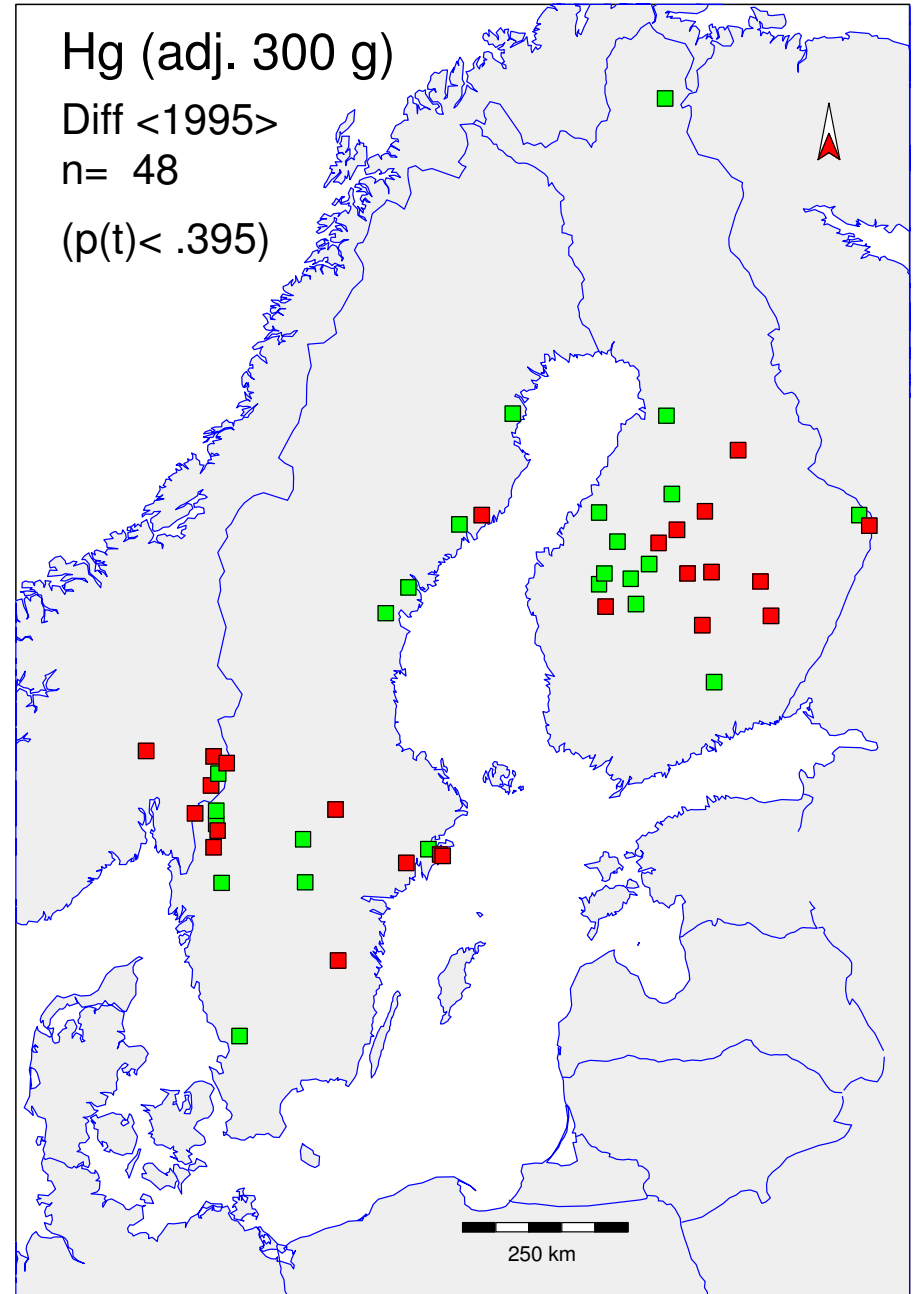 Hg (adj. 300 g)
Diff <1995>
n= 48
(p(t)< .395)
250 km